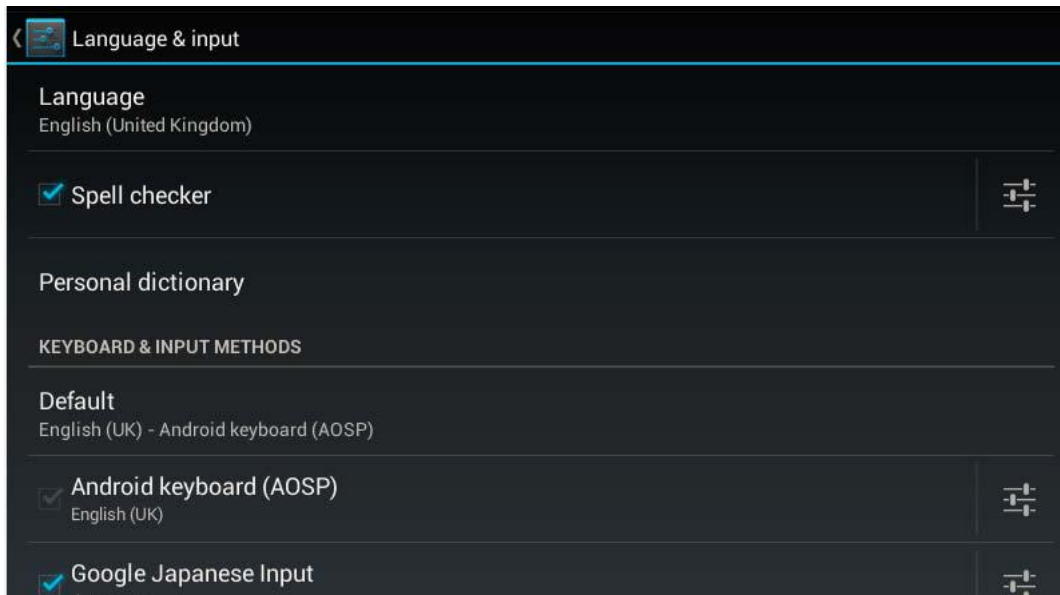 Language & input
Language
English (United Kingdom)
Spell checker
Personal dictionary
KEYBOARD & INPUT METHODS
Default
English (UK) - Android keyboard (AOSP)
Android keyboard (AOSP)
English (UK)
Google Japanese Input